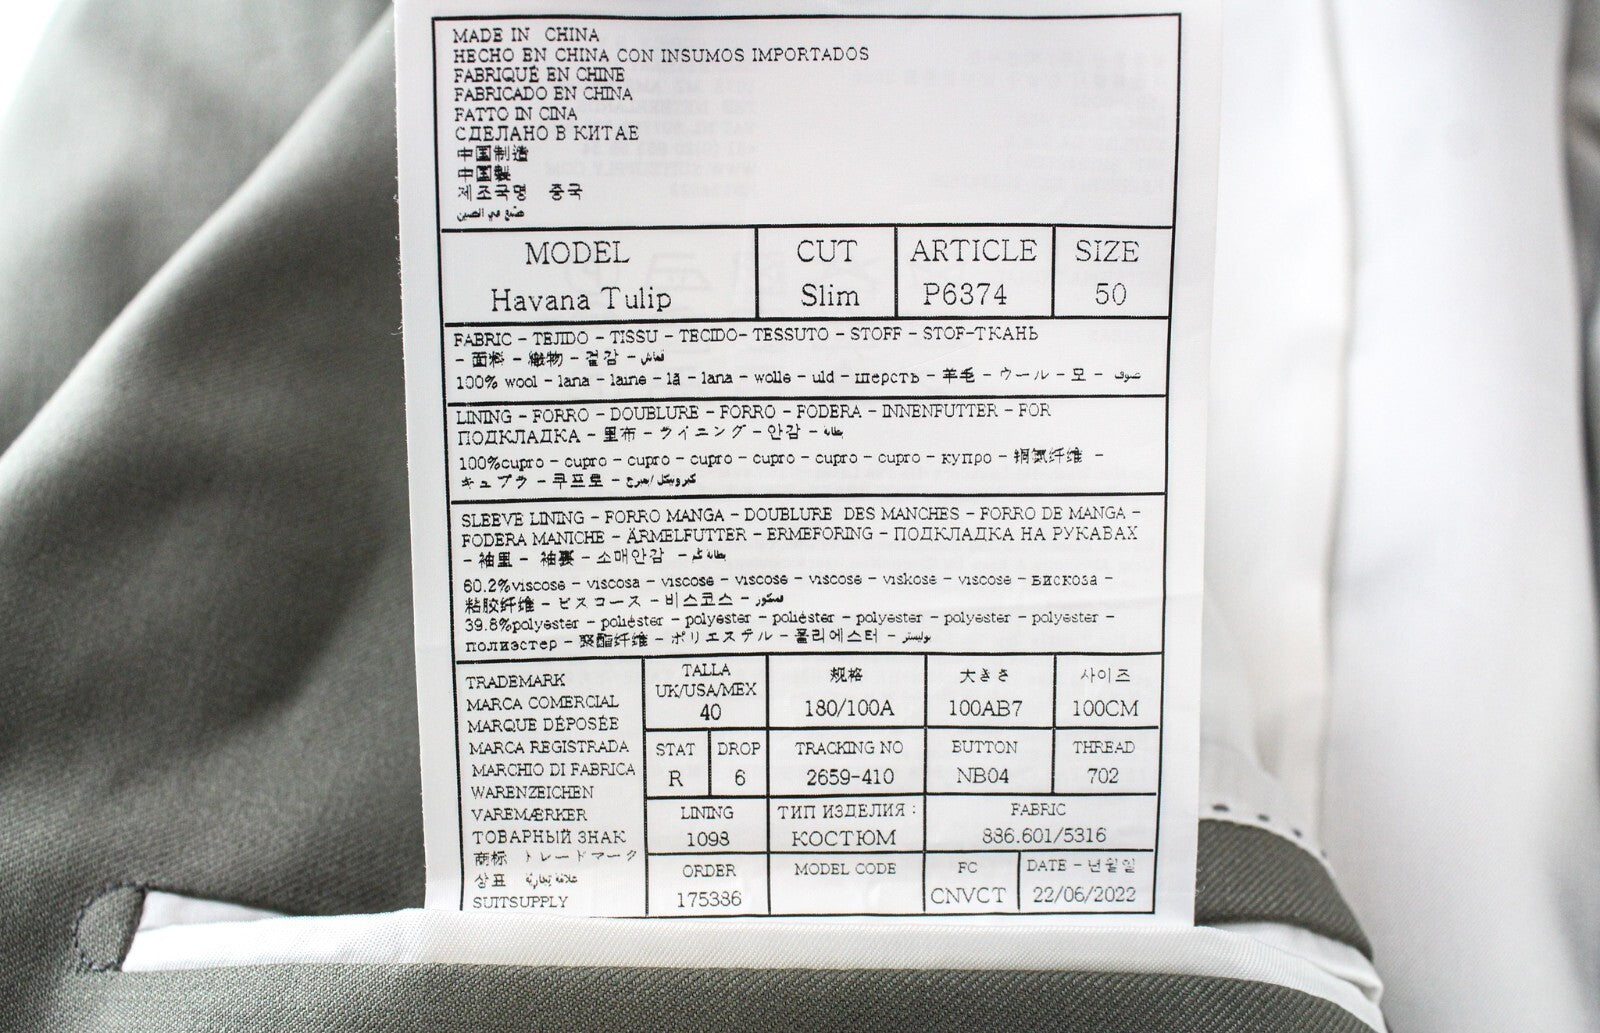 MADE IN CHINA
HECHO EN CHINA CON INSUMOS IMPORTADOS
FABRIQUÉ EN CHINE
FABRICADO EN CHINA
FATTO IN CINA
СДЕЛАНО В КИТАЕ
中国制造
中国製
제조국명 중국
صنع في الصين
MODEL CUT ARTICLE SIZE
Havana Tulip Slim P6374 50
FABRIC - TEJIDO - TISSU - TECIDO- TESSUTO - STOFF - STOF-ТКАНЬ
- 面料 - 織物 - 겉감 - قماش
100% wool - lana - laine - lã - lana - wolle - uld - шерсть - 羊毛 - ウール - 모 - صوف
LINING - FORRO - DOUBLURE - FORRO - FODERA - INNENFUTTER - FOR
ПОДКЛАДКА - 里布 - ライニング - 안감 - بطانة
100%cupro - cupro - cupro - cupro - cupro - cupro - cupro - купро - 铜氨纤维 -
キュプラ - 쿠프로 -
SLEEVE LINING - FORRO MANGA - DOUBLURE DES MANCHES - FORRO DE MANGA -
FODERA MANICHE - ÄRMELFUTTER - ERMEFORING - ПОДКЛАДКА НА РУКАВАХ
- 袖里 - 袖裏 - 소매안감 - بطانة كم
60.2%viscose - viscosa - viscose - viscose - viscose - viskose - viscose - вискоза -
粘胶纤维 - ビスコース - 비스코스 -
39.8%polyester - poliéster - polyester - poliéster - polyester - polyester - polyester -
полиэстер - 聚酯纤维 - ポリエステル - 폴리에스터 - بوليستر
TRADEMARK
MARCA COMERCIAL
MARQUE DÉPOSÉE
MARCA REGISTRADA
MARCHIO DI FABRICA
WARENZEICHEN
VAREMÆRKER
ТОВАРНЫЙ ЗНАК
商标 トレードマーク
상표 علامة تجارية
SUITSUPPLY
TALLA
UK/USA/MEX
40
规格
180/100A
大きさ
100AB7
사이즈
100CM
STAT DROP TRACKING NO BUTTON THREAD
R 6 2659-410 NB04 702
LINING ТИП ИЗДЕЛИЯ : FABRIC
1098 КОСТЮМ 886.601/5316
ORDER MODEL CODE FC DATE - 년월일
175386 CNVCT 22/06/2022